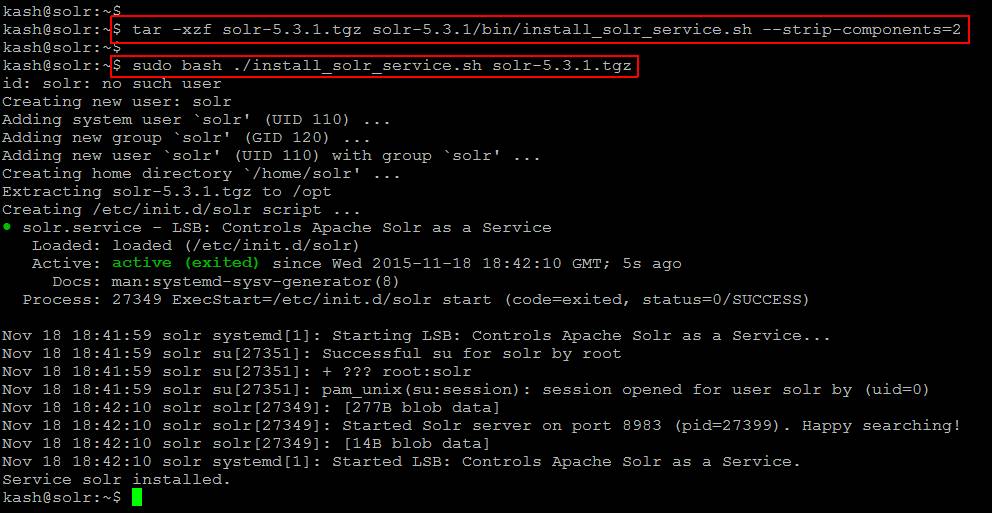 kash@solr:~$
kash@solr:~$ tar -xzf solr-5.3.1.tgz solr-5.3.1/bin/install_solr_service.sh --strip-components=2
kash@solr:~$
kash@solr:~$ sudo bash ./install_solr_service.sh solr-5.3.1.tgz
id: solr: no such user
Creating new user: solr
Adding system user `solr' (UID 110) ...
Adding new group `solr' (GID 120) ...
Adding new user `solr' (UID 110) with group `solr' ...
Creating home directory `/home/solr' ...
Extracting solr-5.3.1.tgz to /opt
Creating /etc/init.d/solr script ...
● solr.service - LSB: Controls Apache Solr as a Service
   Loaded: loaded (/etc/init.d/solr)
   Active: active (exited) since Wed 2015-11-18 18:42:10 GMT; 5s ago
     Docs: man:systemd-sysv-generator(8)
  Process: 27349 ExecStart=/etc/init.d/solr start (code=exited, status=0/SUCCESS)
Nov 18 18:41:59 solr systemd[1]: Starting LSB: Controls Apache Solr as a Service...
Nov 18 18:41:59 solr su[27351]: Successful su for solr by root
Nov 18 18:41:59 solr su[27351]: + ??? root:solr
Nov 18 18:41:59 solr su[27351]: pam_unix(su:session): session opened for user solr by (uid=0)
Nov 18 18:42:10 solr solr[27349]: [277B blob data]
Nov 18 18:42:10 solr solr[27349]: Started Solr server on port 8983 (pid=27399). Happy searching!
Nov 18 18:42:10 solr solr[27349]: [14B blob data]
Nov 18 18:42:10 solr systemd[1]: Started LSB: Controls Apache Solr as a Service.
Service solr installed.
kash@solr:~$